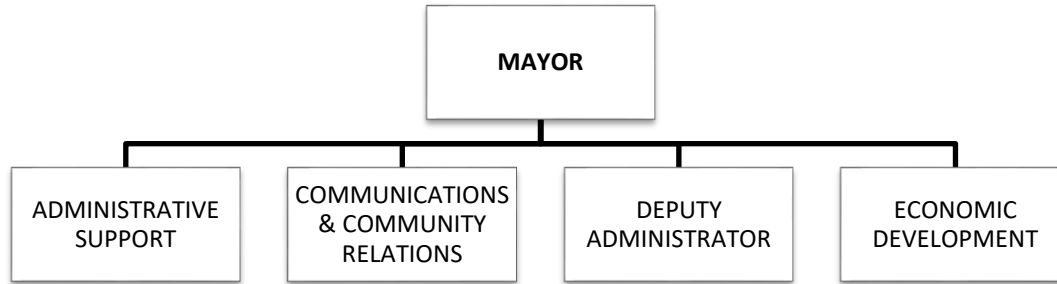 MAYOR
ADMINISTRATIVE
SUPPORT
COMMUNICATIONS
& COMMUNITY
RELATIONS
DEPUTY
ADMINISTRATOR
ECONOMIC
DEVELOPMENT